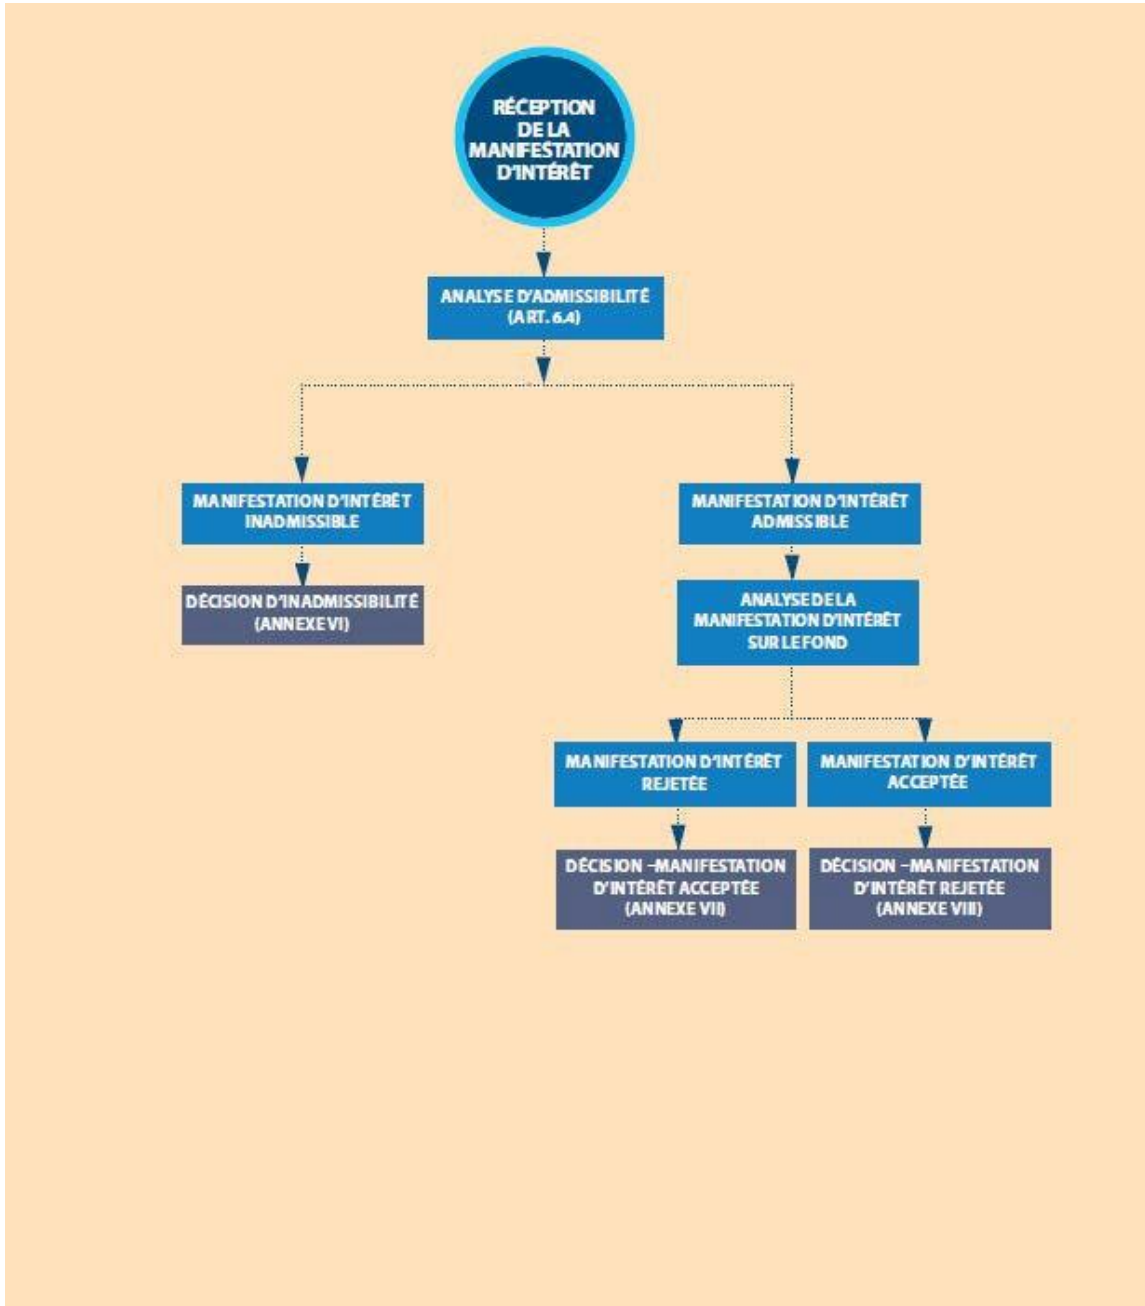 RÉCEPTION
DE LA
MANIFESTATION
D'INTÉRÊT
ANALYSE D'ADMISSIBILITÉ
(ART. 6.4)
MANIFESTATION D'INTÉRÊT
INADMISSIBLE
DÉCISION D'INADMISSIBILITÉ
(ANNEXE VI)
MANIFESTATION D'INTÉRÊT
ADMISSIBLE
ANALYSE DE LA
MANIFESTATION D'INTÉRÊT
SUR LE FOND
MANIFESTATION D'INTÉRÊT
REJETÉE
DÉCISION –MANIFESTATION
D'INTÉRÊT ACCEPTÉE
(ANNEXE VII)
MANIFESTATION D'INTÉRÊT
ACCEPTÉE
DÉCISION –MANIFESTATION
D'INTÉRÊT REJETÉE
(ANNEXE VIII)